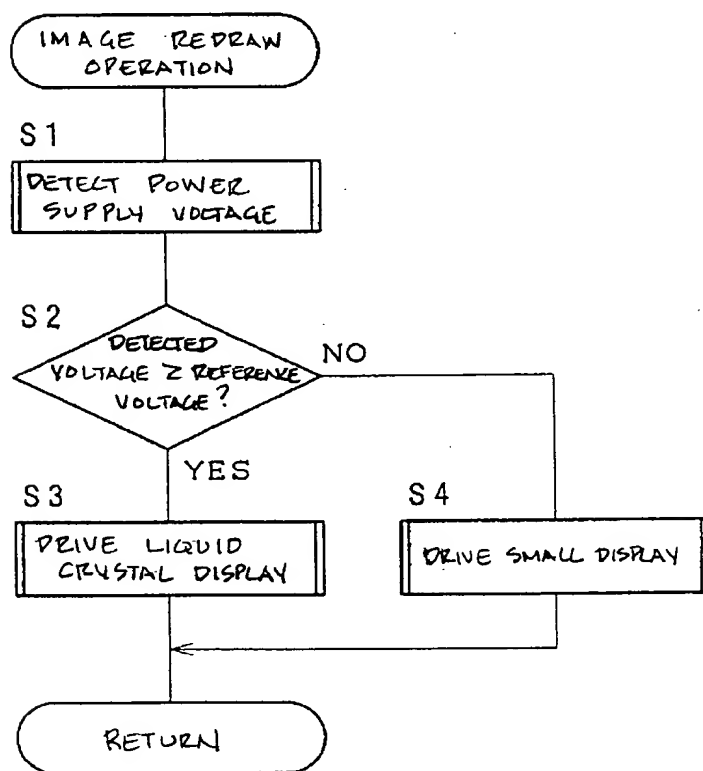 IMAGE REDRAW
OPERATION
S1
DETECT POWER
SUPPLY VOLTAGE
S2
DETECTED
VOLTAGE ≥ REFERENCE
VOLTAGE?
NO
YES
S3
DRIVE LIQUID
CRYSTAL DISPLAY
S4
DRIVE SMALL DISPLAY
RETURN